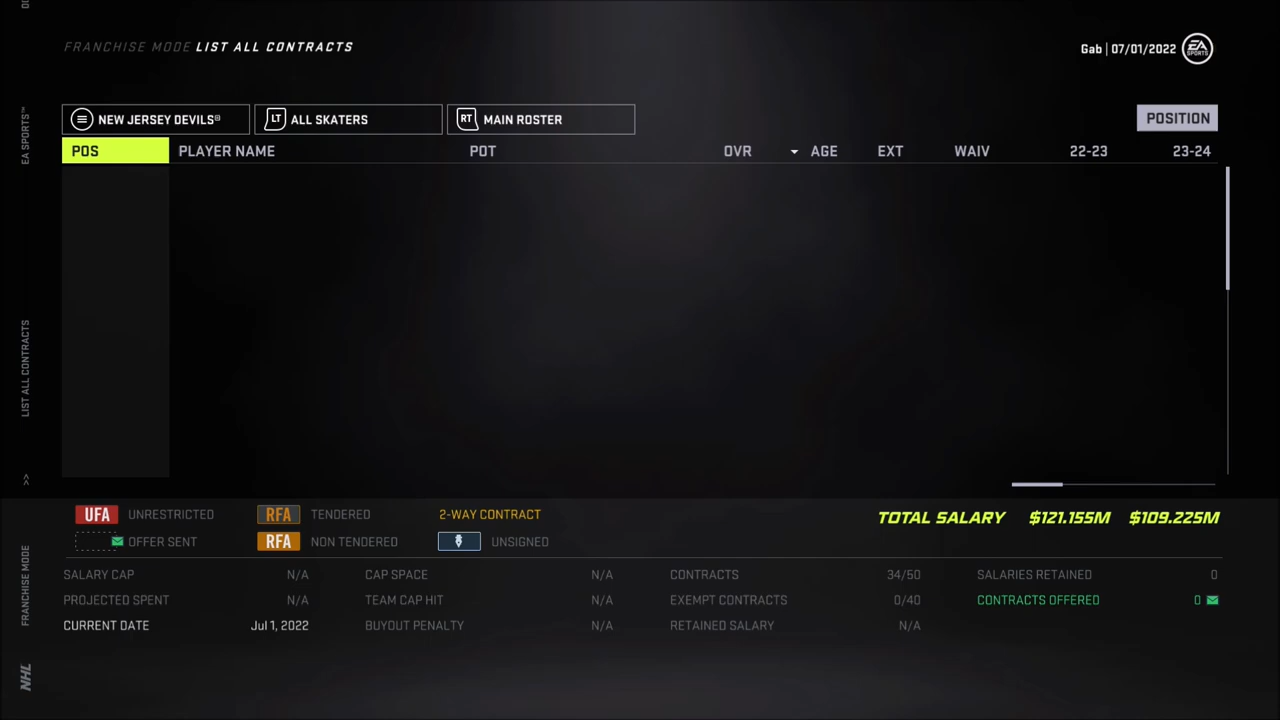 FRANCHISE MODE LIST ALL CONTRACTS
Gab | 07/01/2022
EA SPORTS
NEW JERSEY DEVILS®
LT ALL SKATERS
RT MAIN ROSTER
POSITION
POS PLAYER NAME POT OVR AGE EXT WAIV 22-23 23-24
EA SPORTS™
LIST ALL CONTRACTS
>>
FRANCHISE MODE
NHL
UFA UNRESTRICTED RFA TENDERED 2-WAY CONTRACT
TOTAL SALARY $121.155M $109.225M
OFFER SENT RFA NON TENDERED UNSIGNED
SALARY CAP N/A CAP SPACE N/A CONTRACTS 34/50 SALARIES RETAINED 0
PROJECTED SPENT N/A TEAM CAP HIT N/A EXEMPT CONTRACTS 0/40 CONTRACTS OFFERED 0
CURRENT DATE Jul 1, 2022 BUYOUT PENALTY N/A RETAINED SALARY N/A